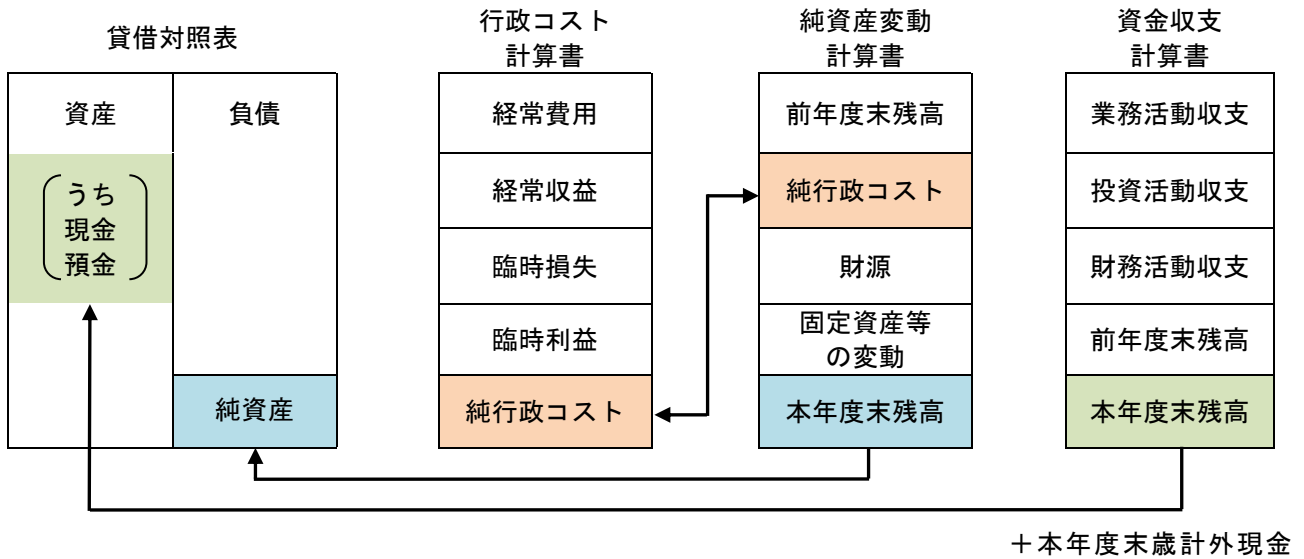 貸借対照表
資産
負債
うち
現金
預金
純資産
行政コスト
計算書
経常費用
経常収益
臨時損失
臨時利益
純行政コスト
純資産変動
計算書
前年度末残高
純行政コスト
財源
固定資産等
の変動
本年度末残高
資金収支
計算書
業務活動収支
投資活動収支
財務活動収支
前年度末残高
本年度末残高
＋本年度末歳計外現金